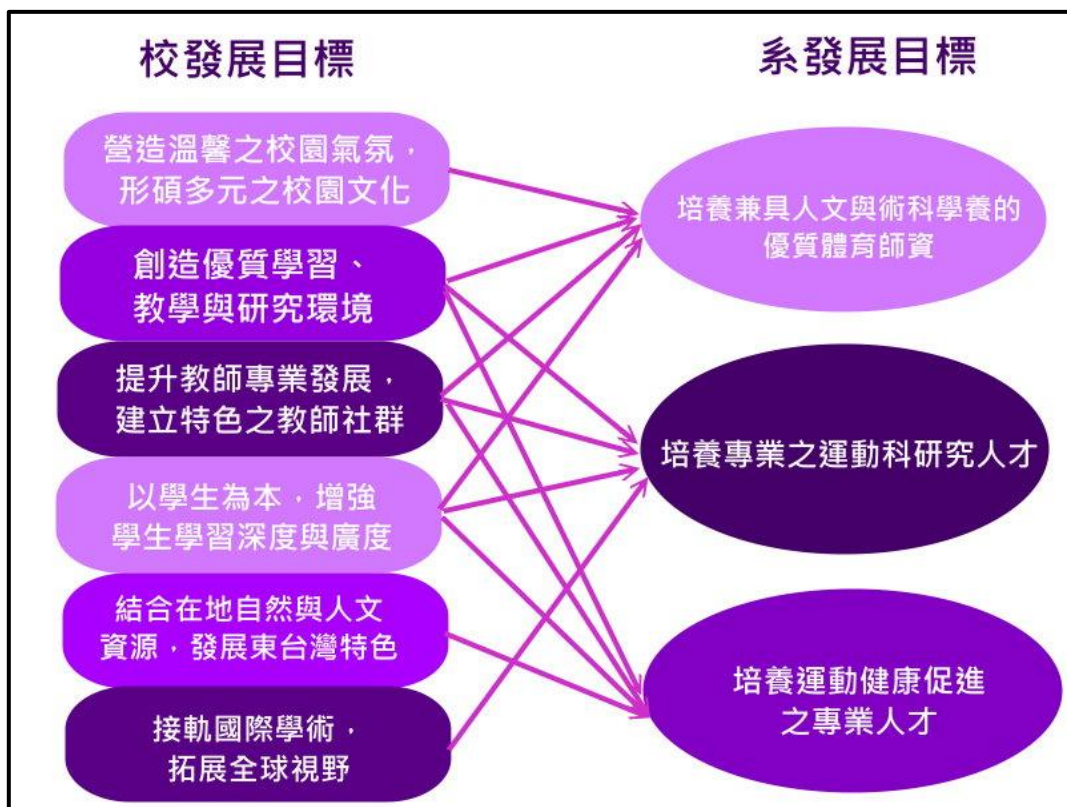 校發展目標
系發展目標
營造溫馨之校園氣氛，
形碩多元之校園文化
創造優質學習、
教學與研究環境
提升教師專業發展，
建立特色之教師社群
以學生為本，增強
學生學習深度與廣度
結合在地自然與人文
資源，發展東台灣特色
接軌國際學術，
拓展全球視野
培養兼具人文與術科學養的
優質體育師資
培養專業之運動科研究人才
培養運動健康促進
之專業人才